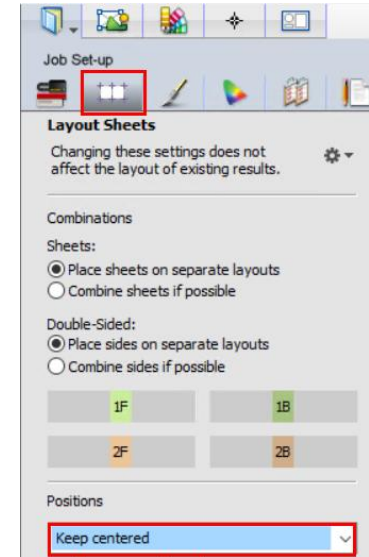 Job Set-up
Layout Sheets
Changing these settings does not
affect the layout of existing results.
Combinations
Sheets:
Place sheets on separate layouts
Combine sheets if possible
Double-Sided:
Place sides on separate layouts
Combine sides if possible
1F 1B
2F 2B
Positions
Keep centered